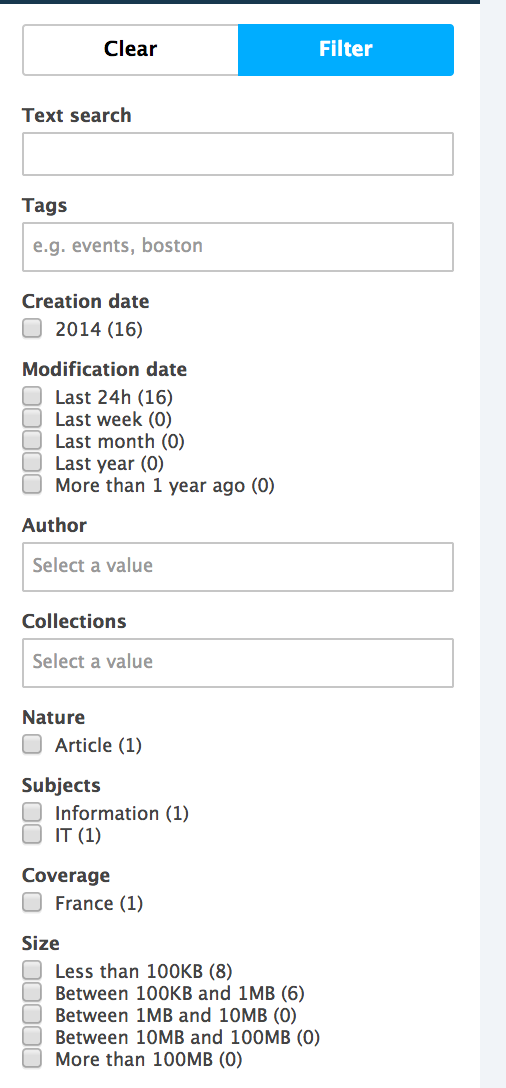 Clear Filter
Text search
Tags
e.g. events, boston
Creation date
2014 (16)
Modification date
Last 24h (16)
Last week (0)
Last month (0)
Last year (0)
More than 1 year ago (0)
Author
Select a value
Collections
Select a value
Nature
Article (1)
Subjects
Information (1)
IT (1)
Coverage
France (1)
Size
Less than 100KB (8)
Between 100KB and 1MB (6)
Between 1MB and 10MB (0)
Between 10MB and 100MB (0)
More than 100MB (0)